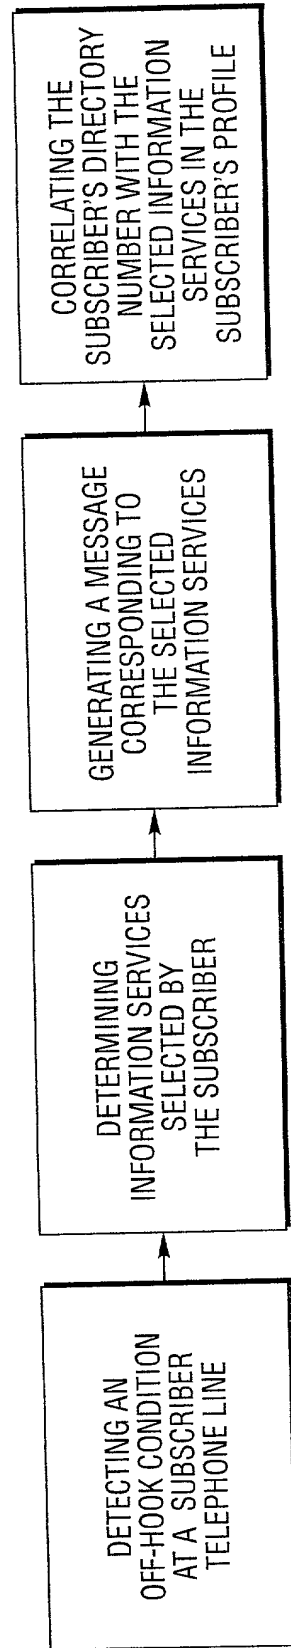 DETECTING AN
OFF-HOOK CONDITION
AT A SUBSCRIBER
TELEPHONE LINE
DETERMINING
INFORMATION SERVICES
SELECTED BY
THE SUBSCRIBER
GENERATING A MESSAGE
CORRESPONDING TO
THE SELECTED
INFORMATION SERVICES
CORRELATING THE
SUBSCRIBER'S DIRECTORY
NUMBER WITH THE
SELECTED INFORMATION
SERVICES IN THE
SUBSCRIBER'S PROFILE